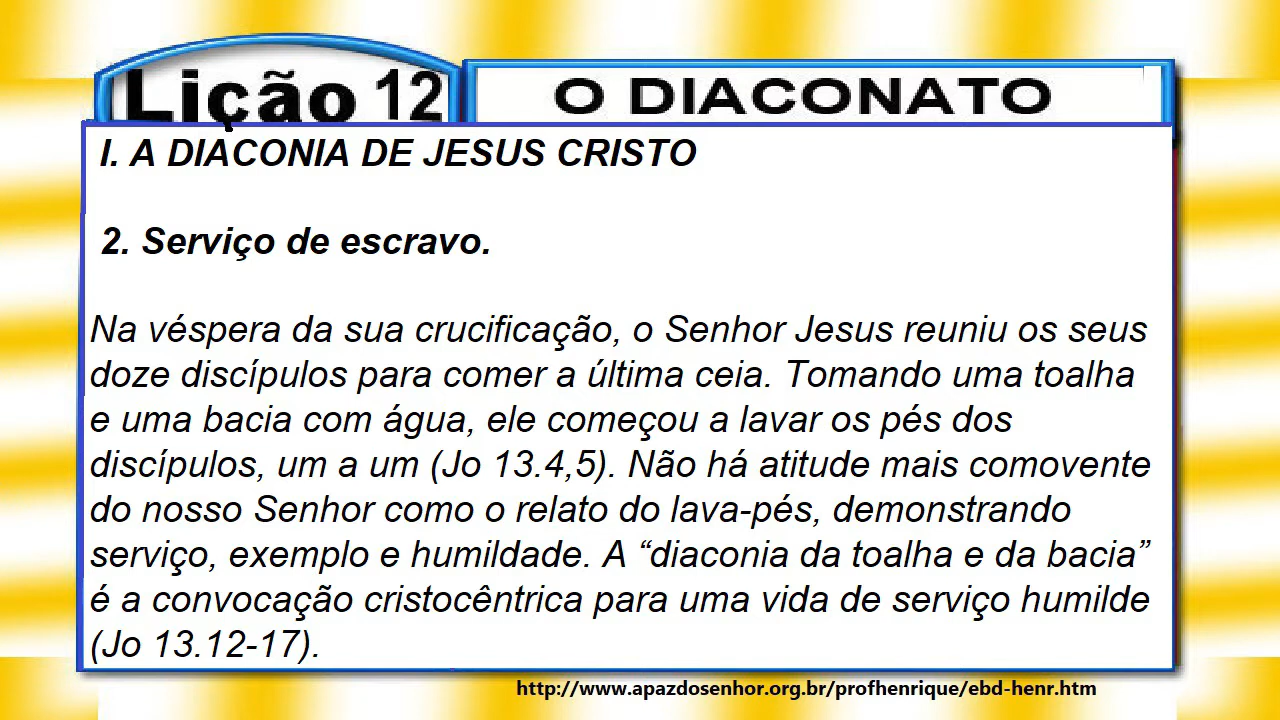 Lição 12
O DIACONATO
I. A DIACONIA DE JESUS CRISTO
2. Serviço de escravo.
Na véspera da sua crucificação, o Senhor Jesus reuniu os seus
doze discípulos para comer a última ceia. Tomando uma toalha
e uma bacia com água, ele começou a lavar os pés dos
discípulos, um a um (Jo 13.4,5). Não há atitude mais comovente
do nosso Senhor como o relato do lava-pés, demonstrando
serviço, exemplo e humildade. A “diaconia da toalha e da bacia”
é a convocação cristocêntrica para uma vida de serviço humilde
(Jo 13.12-17).
http://www.apazdosenhor.org.br/profhenrique/ebd-henr.htm